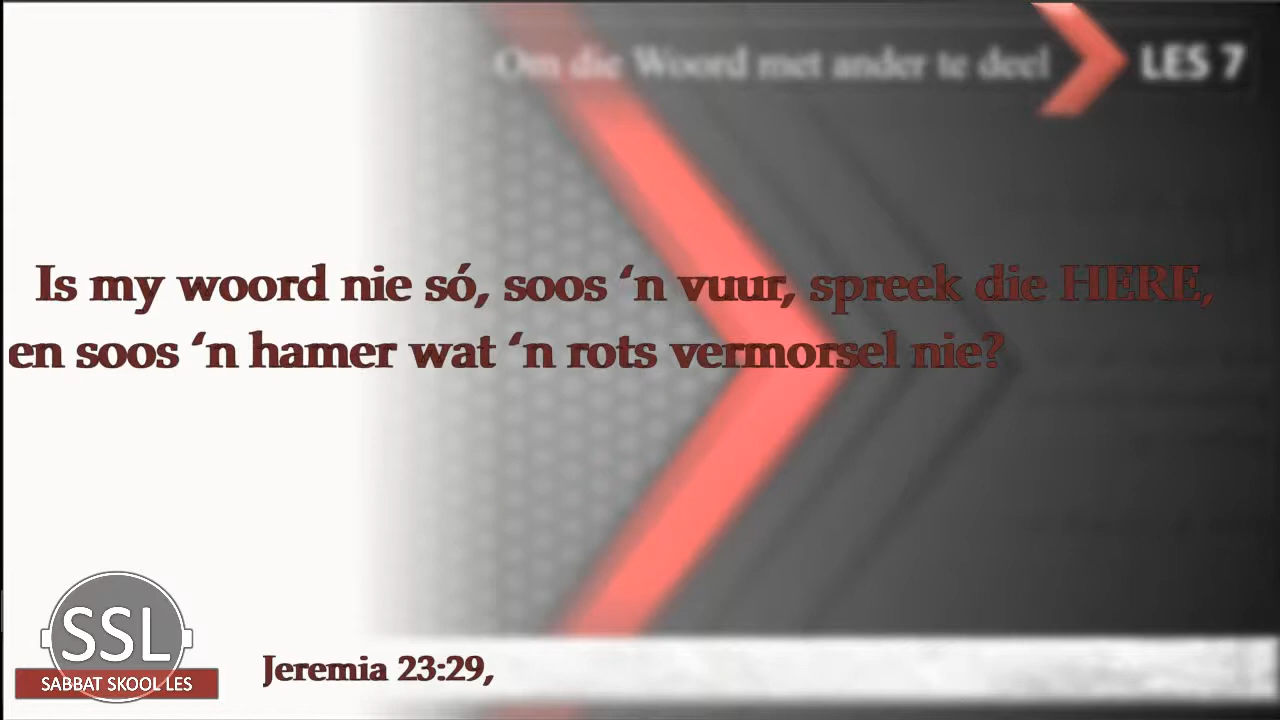 Om die Woord met ander te deel LES 7
Is my woord nie só, soos ‘n vuur, spreek die HERE,
en soos ‘n hamer wat ‘n rots vermorsel nie?
SSL
SABBAT SKOOL LES
Jeremia 23:29,